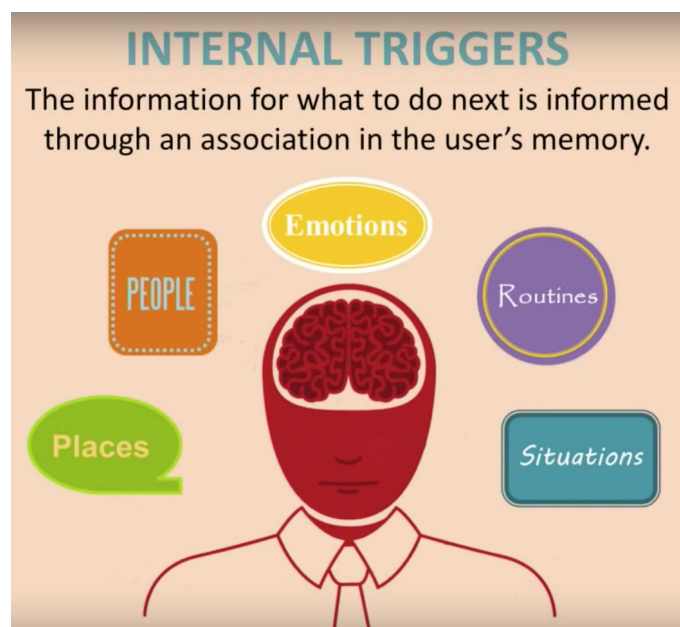 INTERNAL TRIGGERS
The information for what to do next is informed
through an association in the user’s memory.
Emotions
PEOPLE
Routines
Places
Situations